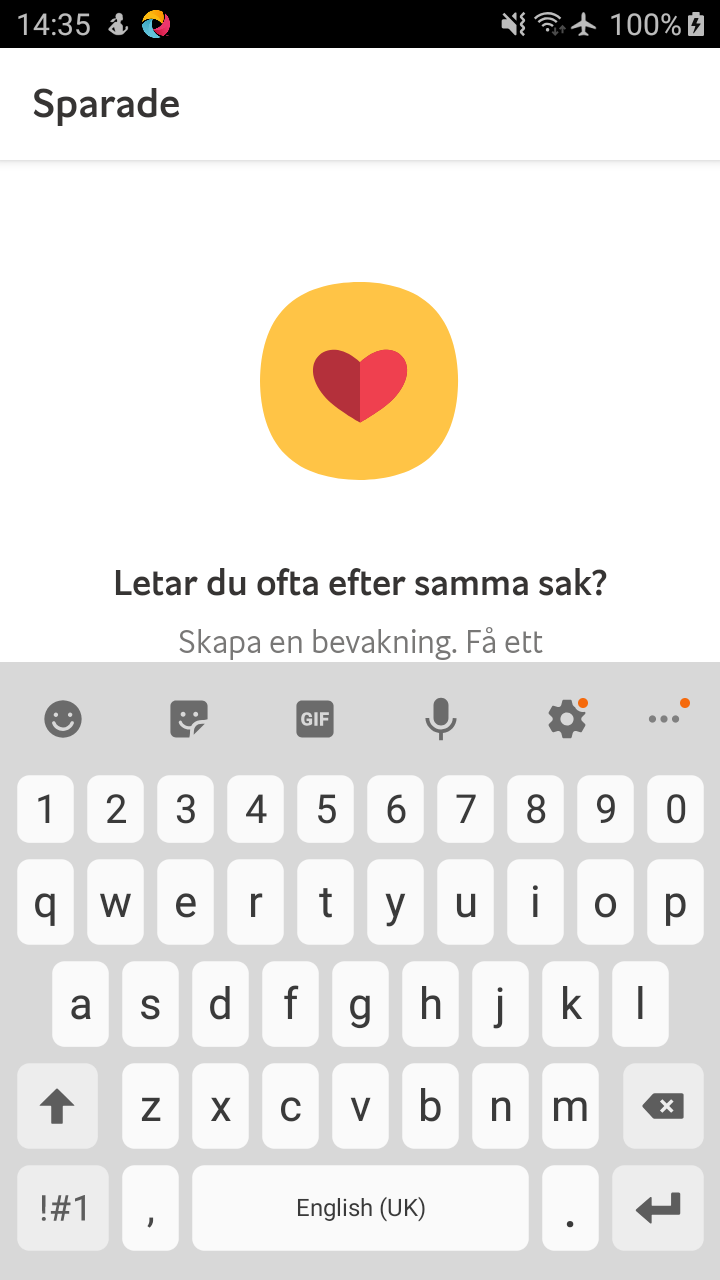 14:35 100%
Sparade
Letar du ofta efter samma sak?
Skapa en bevakning. Få ett
GIF
1 2 3 4 5 6 7 8 9 0
q w e r t y u i o p
a s d f g h j k l
z x c v b n m
!#1 , English (UK) .